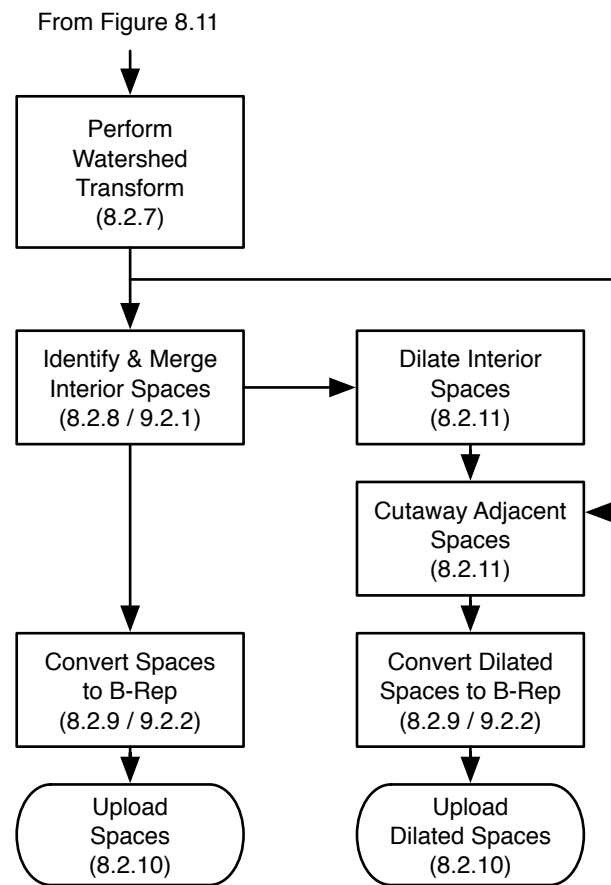 From Figure 8.11
Perform
Watershed
Transform
(8.2.7)
Identify & Merge
Interior Spaces
(8.2.8 / 9.2.1)
Dilate Interior
Spaces
(8.2.11)
Cutaway Adjacent
Spaces
(8.2.11)
Convert Spaces
to B-Rep
(8.2.9 / 9.2.2)
Convert Dilated
Spaces to B-Rep
(8.2.9 / 9.2.2)
Upload
Spaces
(8.2.10)
Upload
Dilated Spaces
(8.2.10)